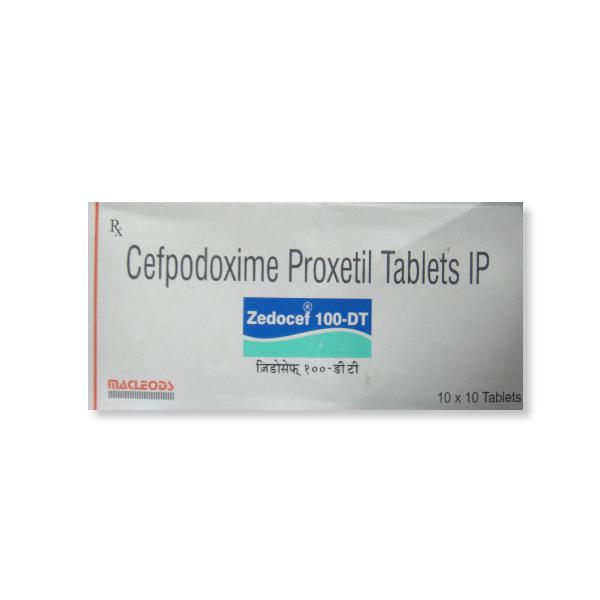 Rx
Cefpodoxime Proxetil Tablets IP
Zedocef® 100-DT
ज़िडोसेफ् १००-डी टी
MACLEODS
10 x 10 Tablets